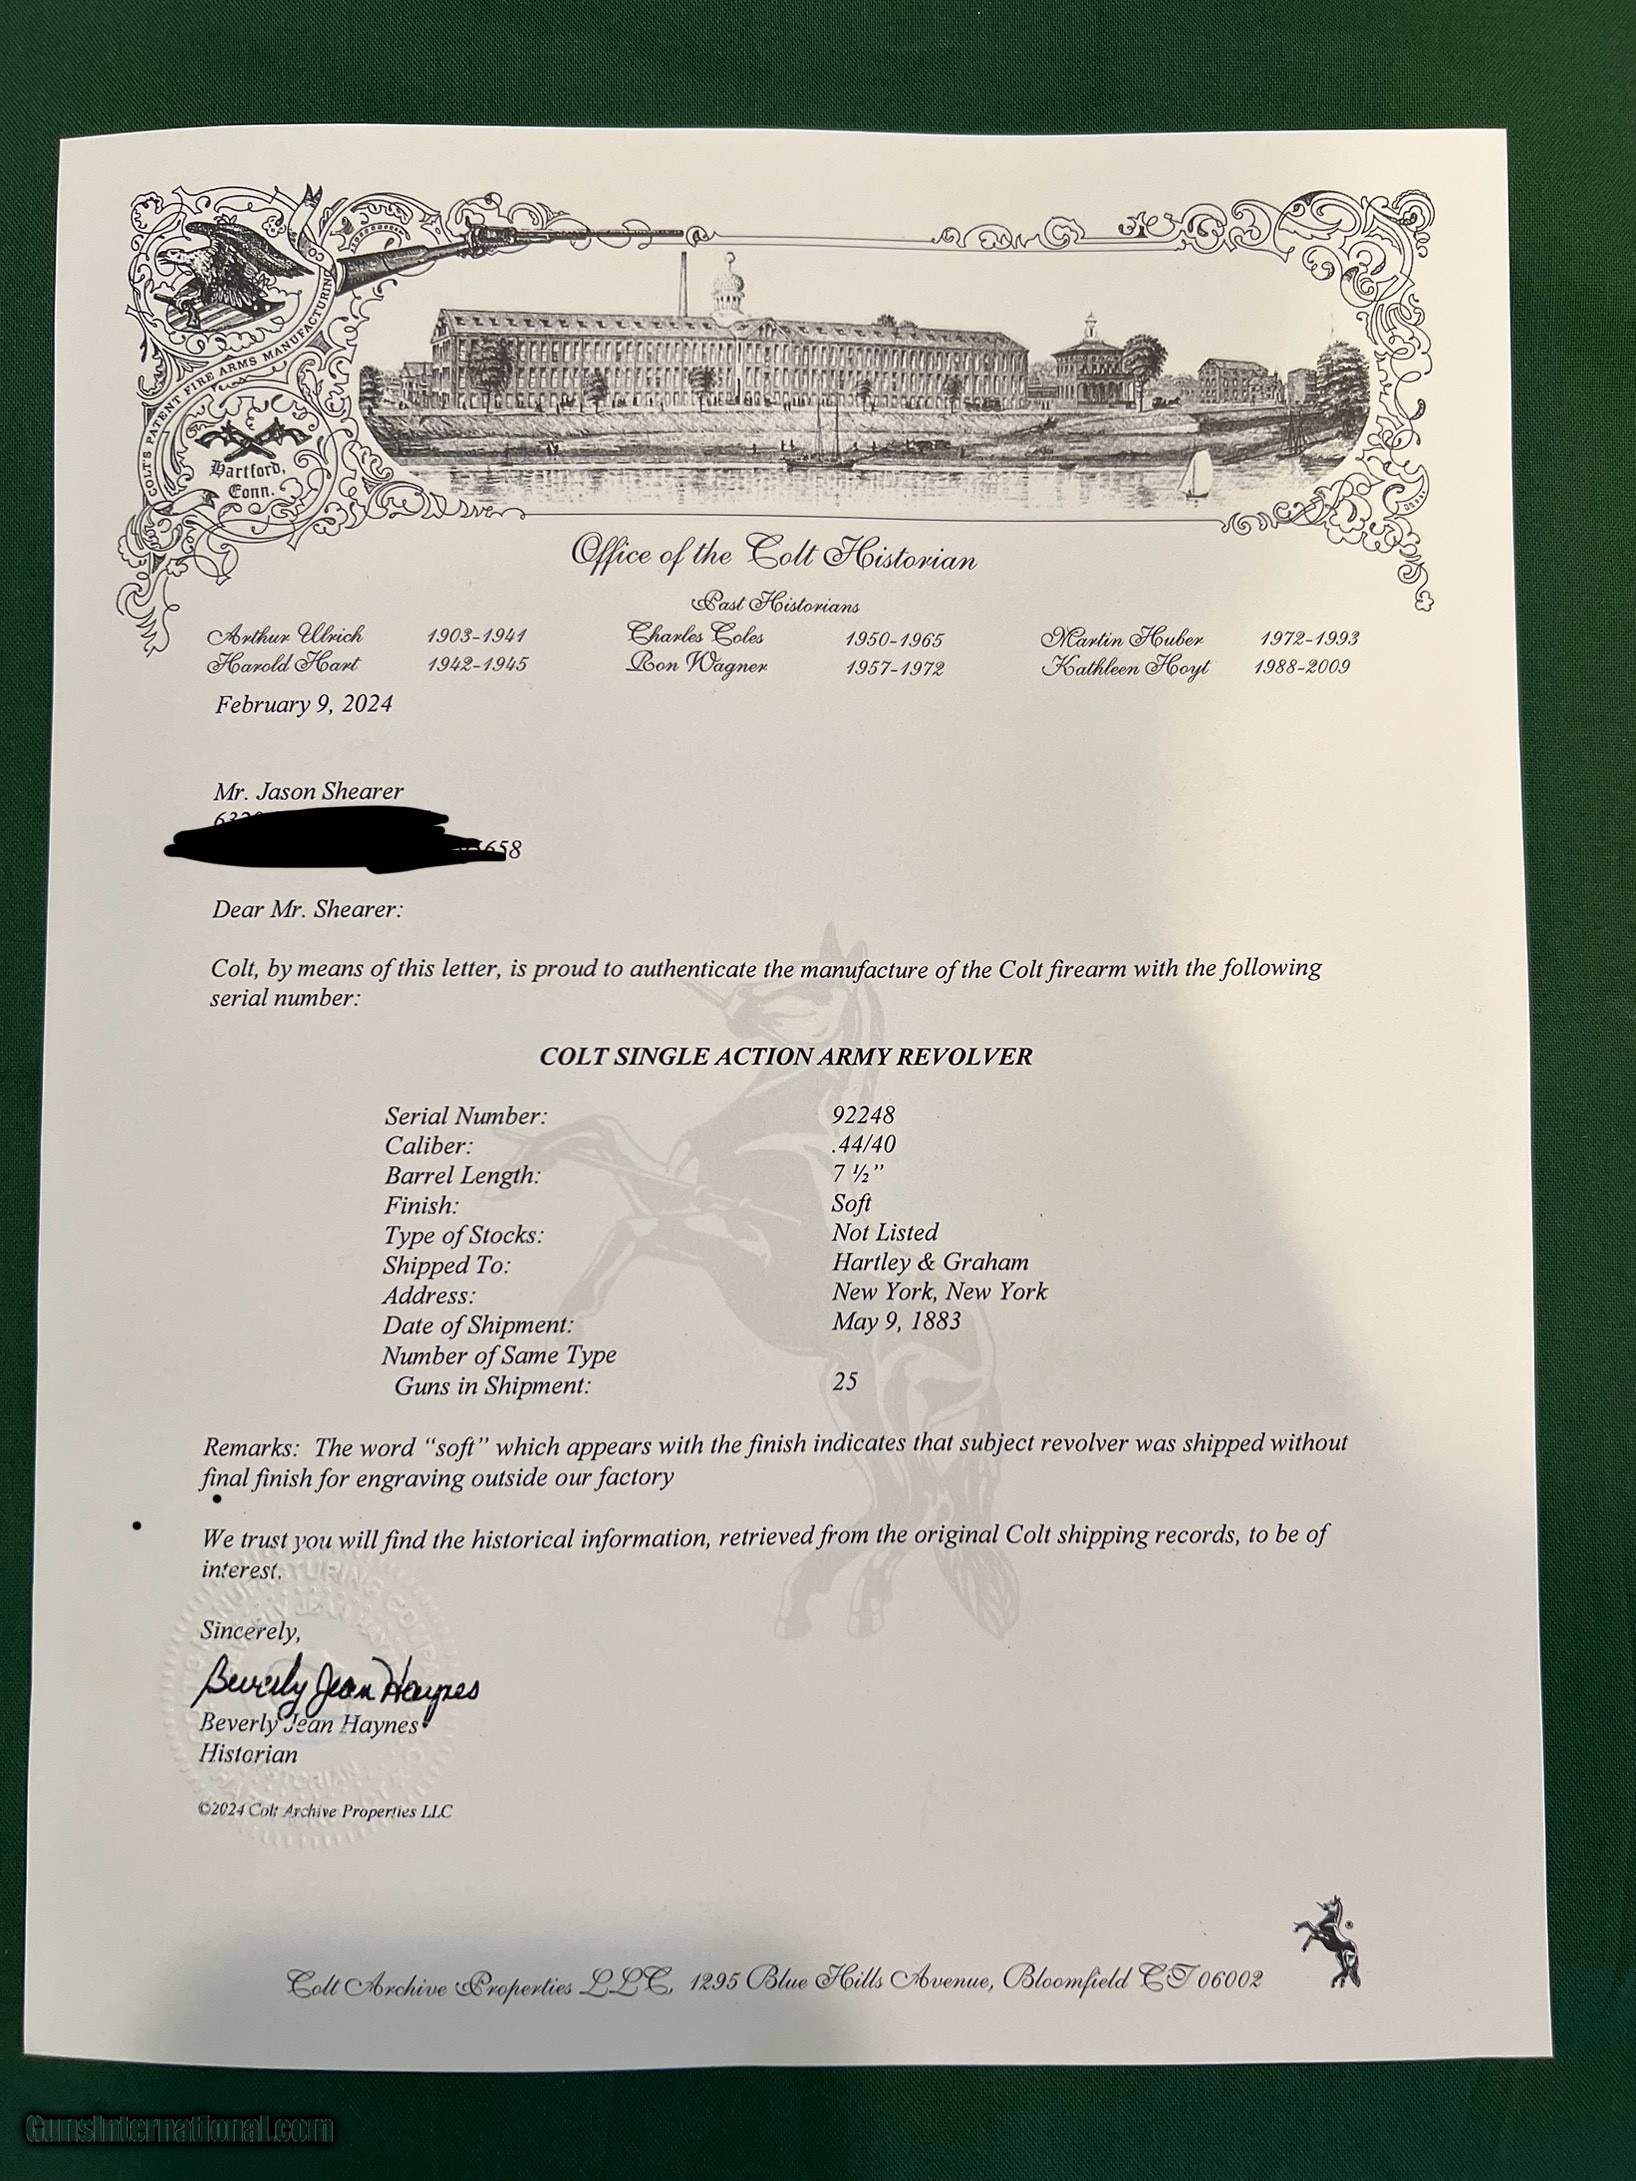 COLT'S PATENT FIRE ARMS MANUFACTURING
Hartford,
Conn.
Office of the Colt Historian
Past Historians
Arthur Ulrich 1903-1941 Charles Coles 1950-1965 Martin Huber 1972-1993
Harold Hart 1942-1945 Ron Wagner 1957-1972 Kathleen Hoyt 1988-2009
February 9, 2024
Mr. Jason Shearer
Dear Mr. Shearer:
Colt, by means of this letter, is proud to authenticate the manufacture of the Colt firearm with the following
serial number:
COLT SINGLE ACTION ARMY REVOLVER
Serial Number: 92248
Caliber: .44/40
Barrel Length: 7 ½”
Finish: Soft
Type of Stocks: Not Listed
Shipped To: Hartley & Graham
Address: New York, New York
Date of Shipment: May 9, 1883
Number of Same Type
Guns in Shipment: 25
Remarks: The word “soft” which appears with the finish indicates that subject revolver was shipped without
final finish for engraving outside our factory
We trust you will find the historical information, retrieved from the original Colt shipping records, to be of
interest.
Sincerely,
Beverly Jean Haynes
Beverly Jean Haynes
Historian
©2024 Colt Archive Properties LLC
Colt Archive Properties LLC, 1295 Blue Hills Avenue, Bloomfield CT 06002
GunsInternational.com